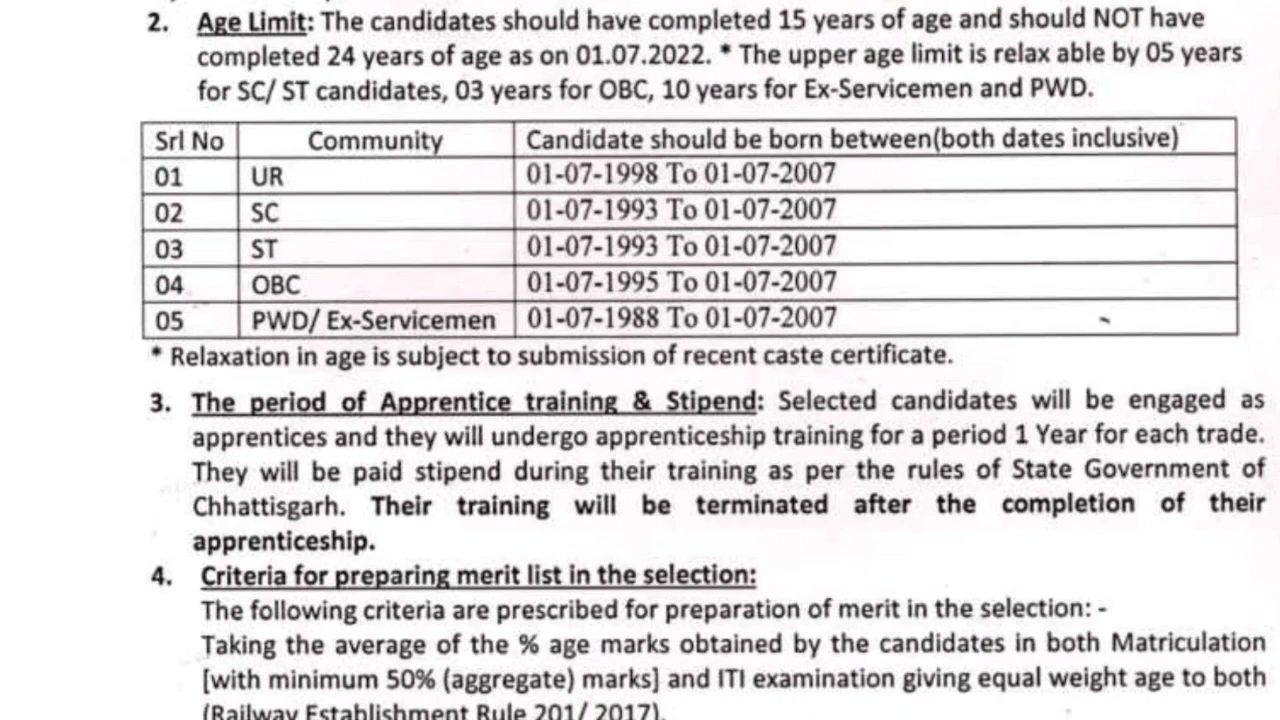 2. Age Limit: The candidates should have completed 15 years of age and should NOT have
completed 24 years of age as on 01.07.2022. * The upper age limit is relax able by 05 years
for SC/ ST candidates, 03 years for OBC, 10 years for Ex-Servicemen and PWD.
Srl No Community Candidate should be born between(both dates inclusive)
01 UR 01-07-1998 To 01-07-2007
02 SC 01-07-1993 To 01-07-2007
03 ST 01-07-1993 To 01-07-2007
04 OBC 01-07-1995 To 01-07-2007
05 PWD/ Ex-Servicemen 01-07-1988 To 01-07-2007
* Relaxation in age is subject to submission of recent caste certificate.
3. The period of Apprentice training & Stipend: Selected candidates will be engaged as
apprentices and they will undergo apprenticeship training for a period 1 Year for each trade.
They will be paid stipend during their training as per the rules of State Government of
Chhattisgarh. Their training will be terminated after the completion of their
apprenticeship.
4. Criteria for preparing merit list in the selection:
The following criteria are prescribed for preparation of merit in the selection: -
Taking the average of the % age marks obtained by the candidates in both Matriculation
[with minimum 50% (aggregate) marks] and ITI examination giving equal weight age to both
(Railway Establishment Rule 201/ 2017).